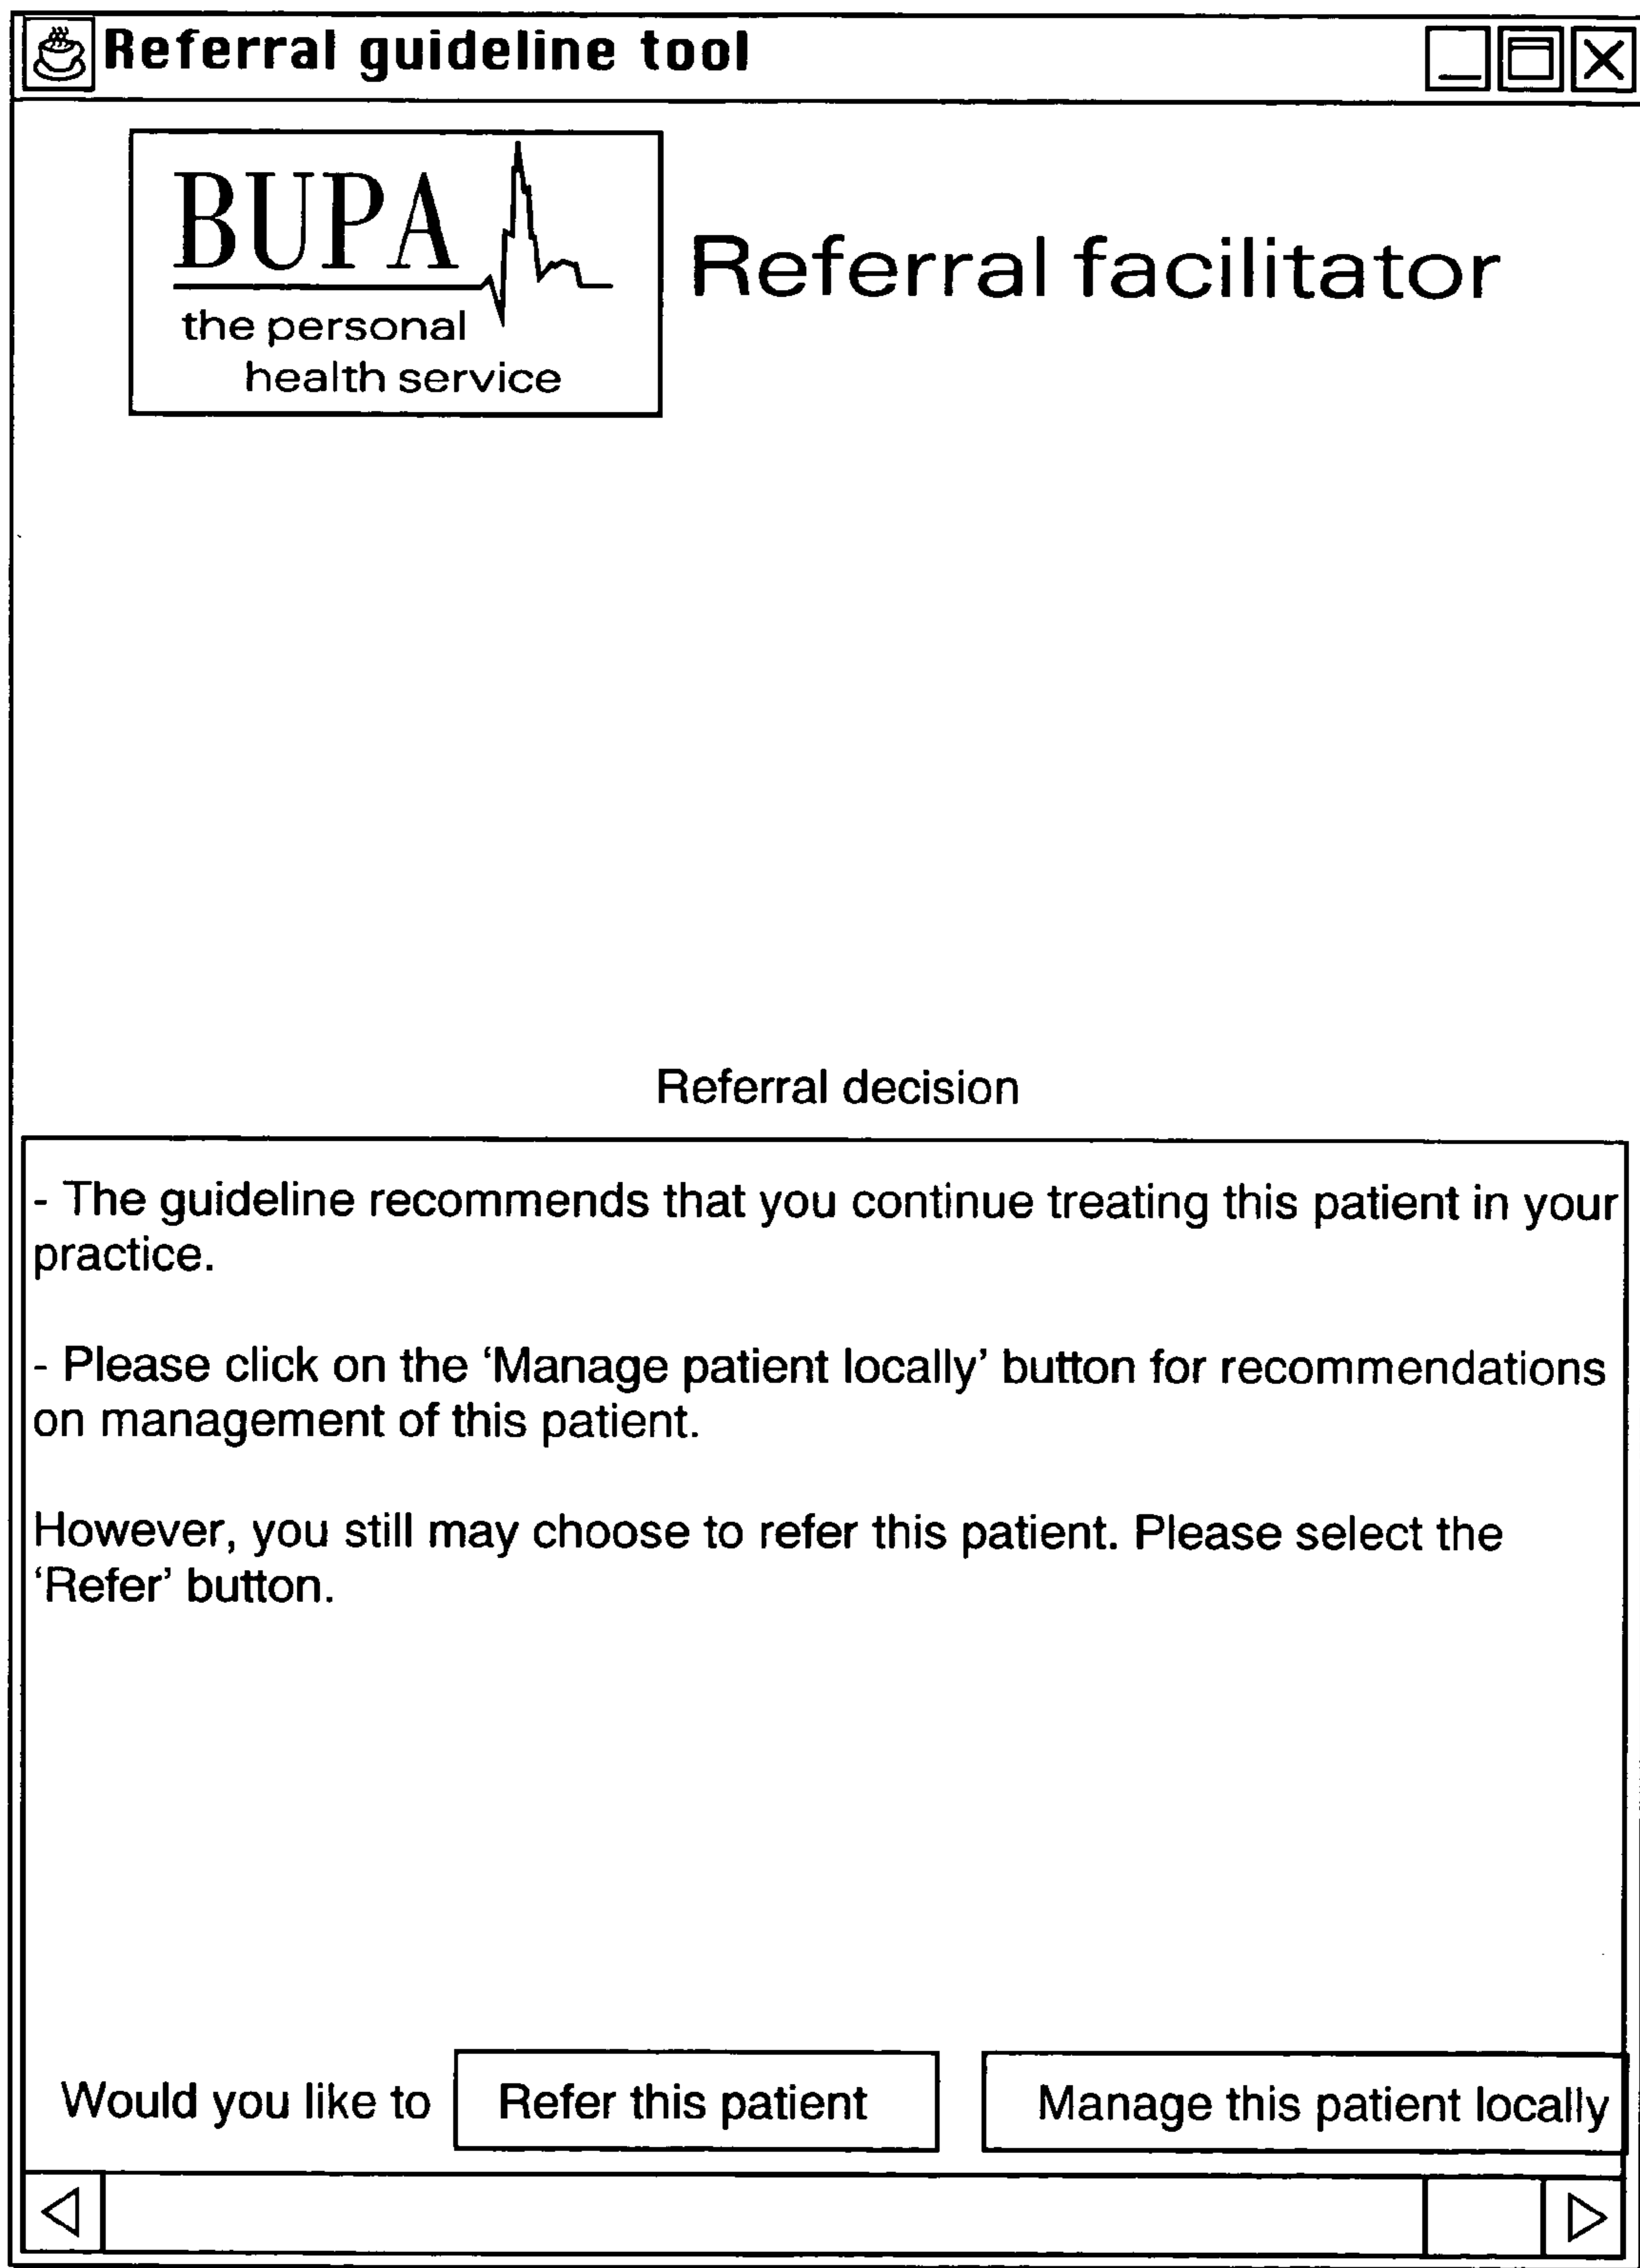 Referral guideline tool
BUPA
the personal
health service
Referral facilitator
Referral decision
- The guideline recommends that you continue treating this patient in your
practice.
- Please click on the ‘Manage patient locally’ button for recommendations
on management of this patient.
However, you still may choose to refer this patient. Please select the
‘Refer’ button.
Would you like to
Refer this patient
Manage this patient locally